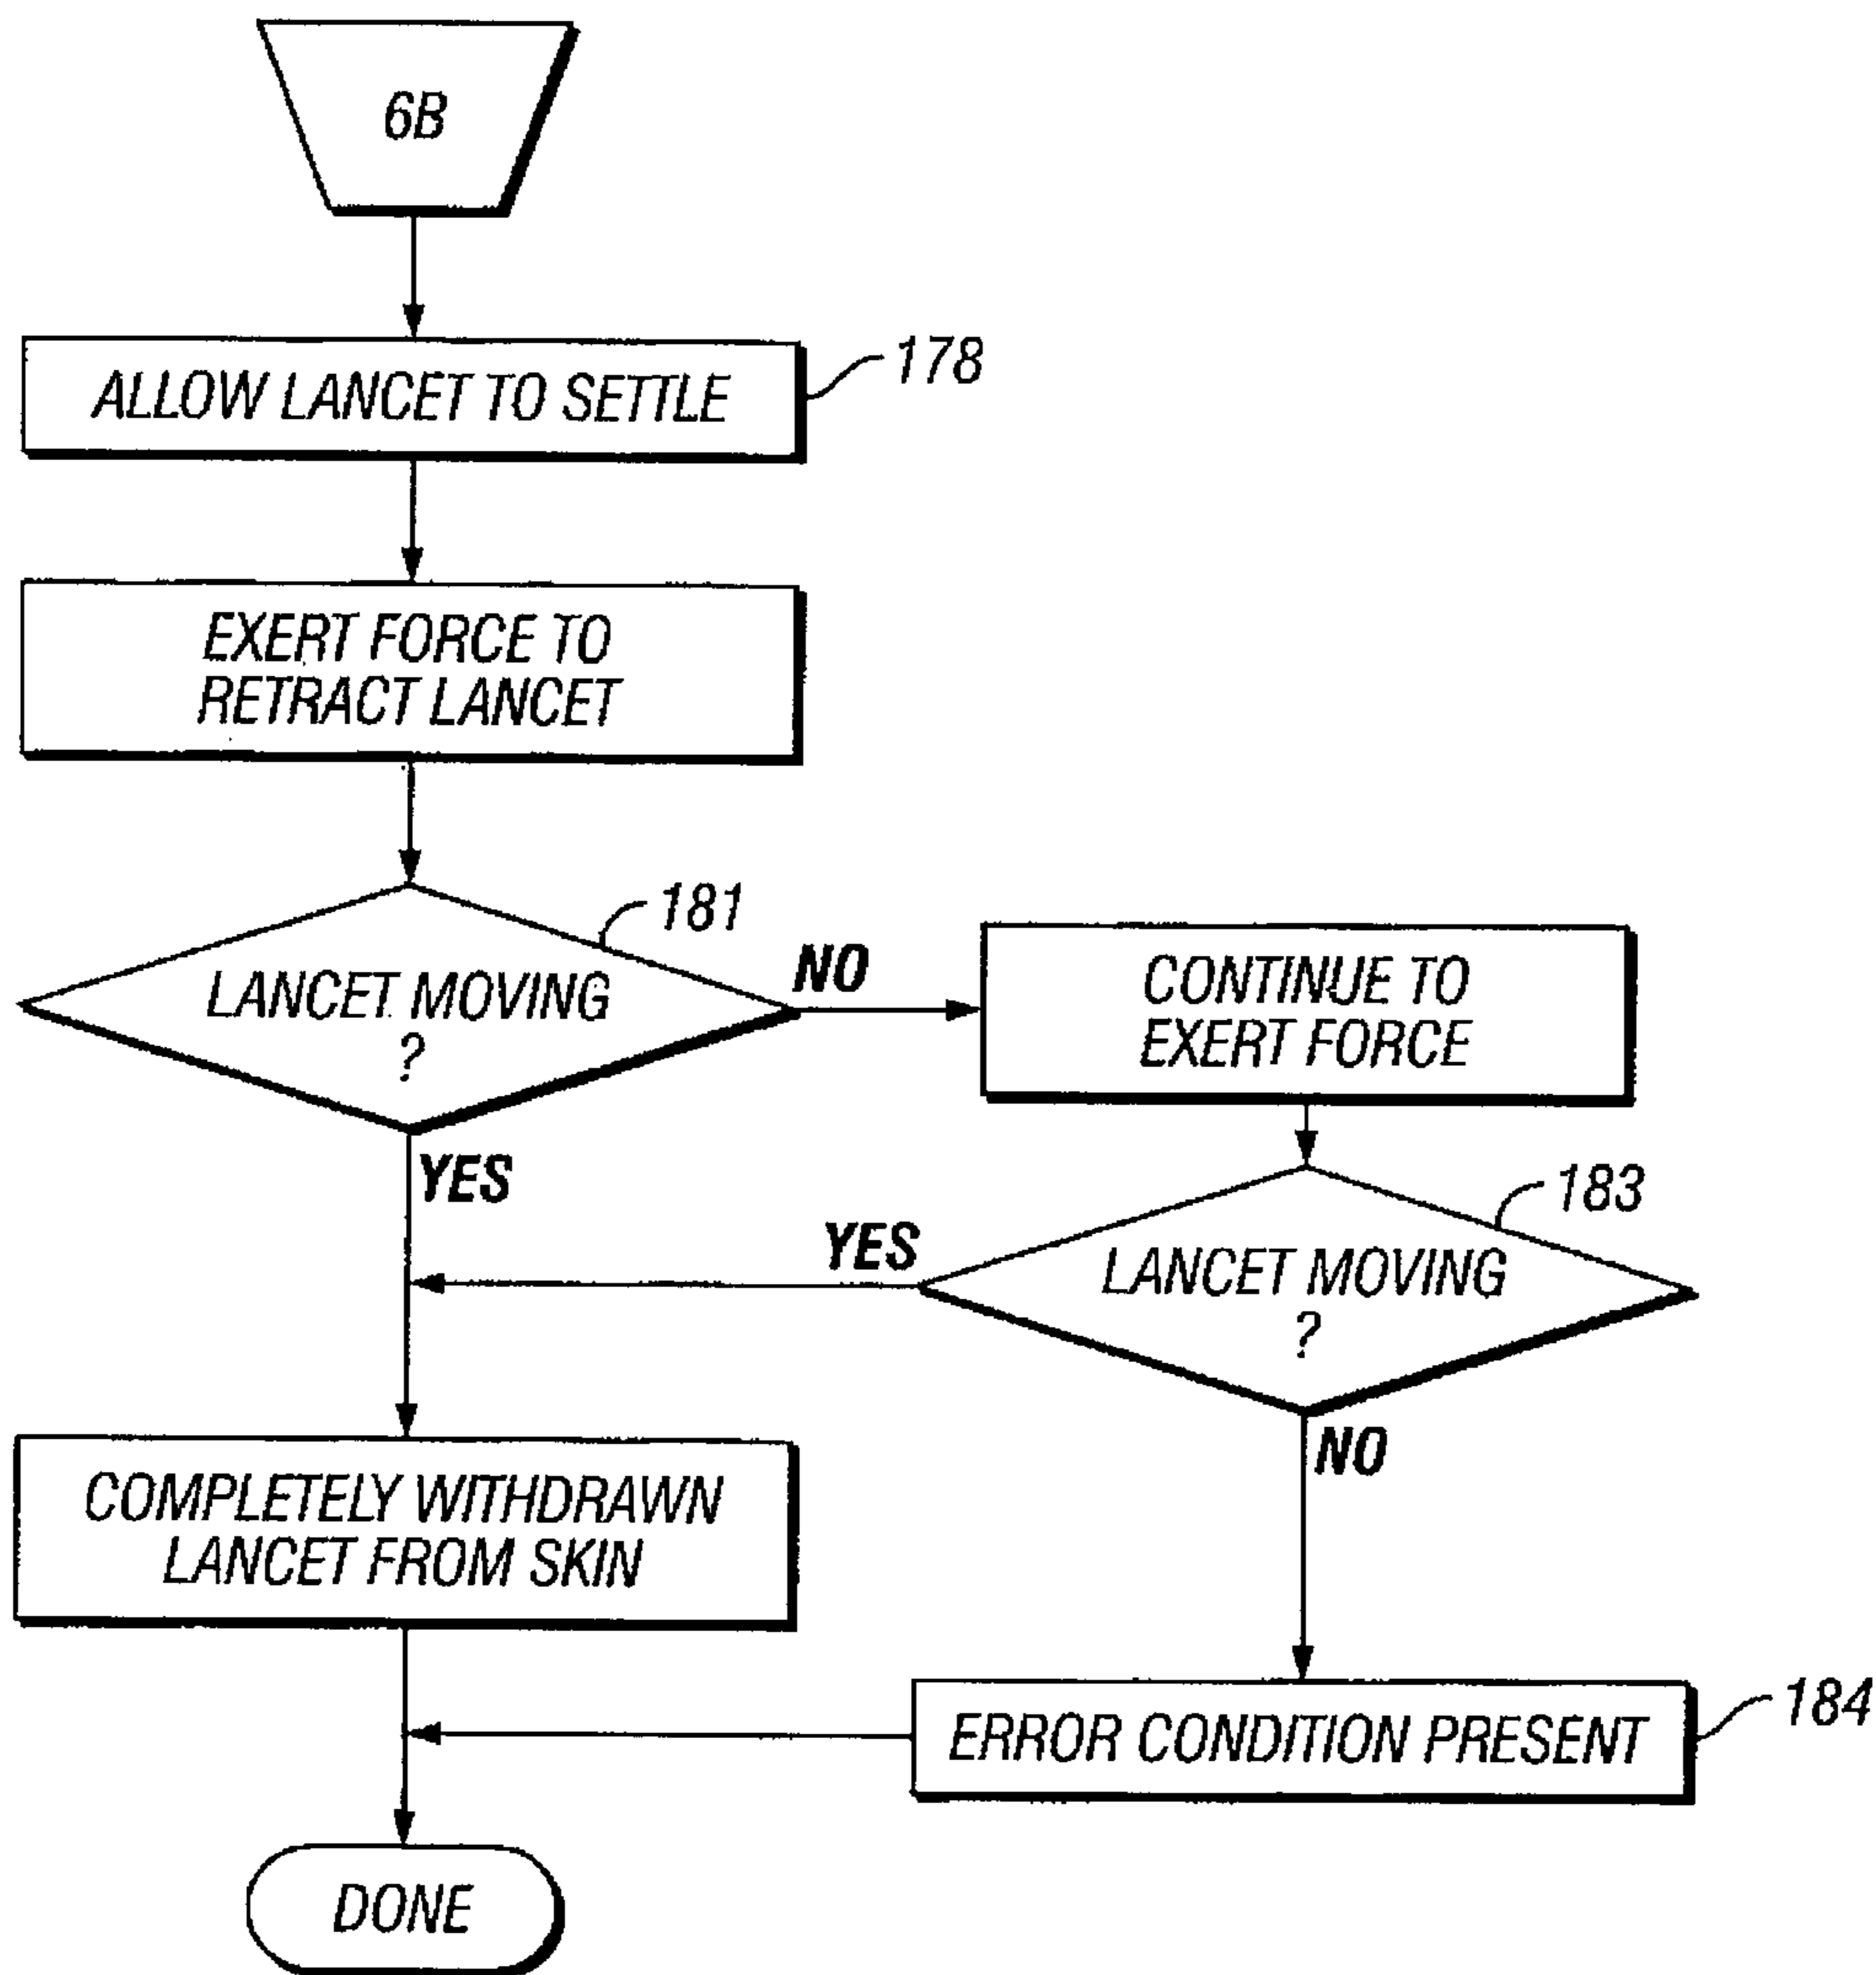 6B
ALLOW LANCET TO SETTLE
178
EXERT FORCE TO
RETRACT LANCET
181
LANCET MOVING
?
NO
CONTINUE TO
EXERT FORCE
YES
183
YES
LANCET MOVING
?
NO
COMPLETELY WITHDRAWN
LANCET FROM SKIN
184
ERROR CONDITION PRESENT
DONE